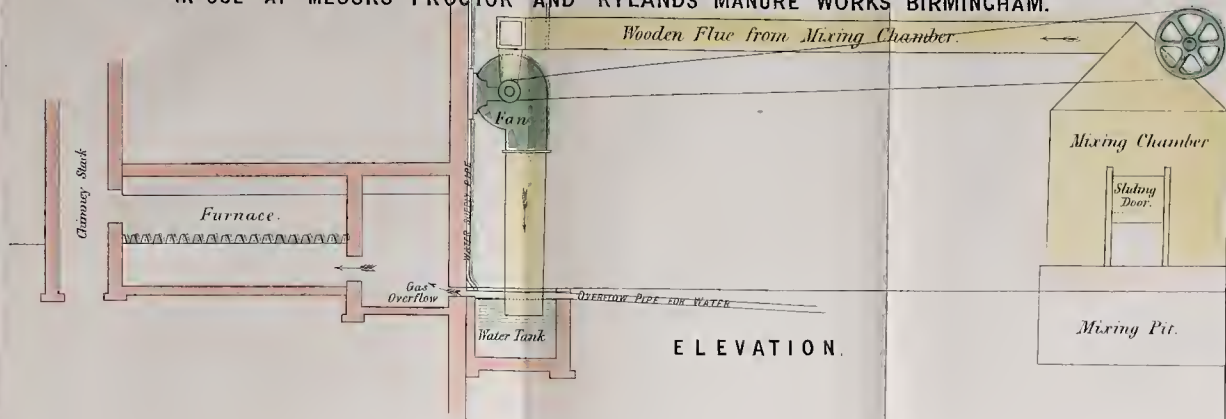 IN USE AT MESSRS PROCTOR AND RYLANDS MANURE WORKS BIRMINGHAM.
Wooden Flue from Mixing Chamber.
Fan
Mixing Chamber
Sliding
Door.
Chimney Stack
Furnace.
WATER SUPPLY PIPE
Gas
Overflow
OVERFLOW PIPE FOR WATER
Water Tank
Mixing Pit.
ELEVATION.